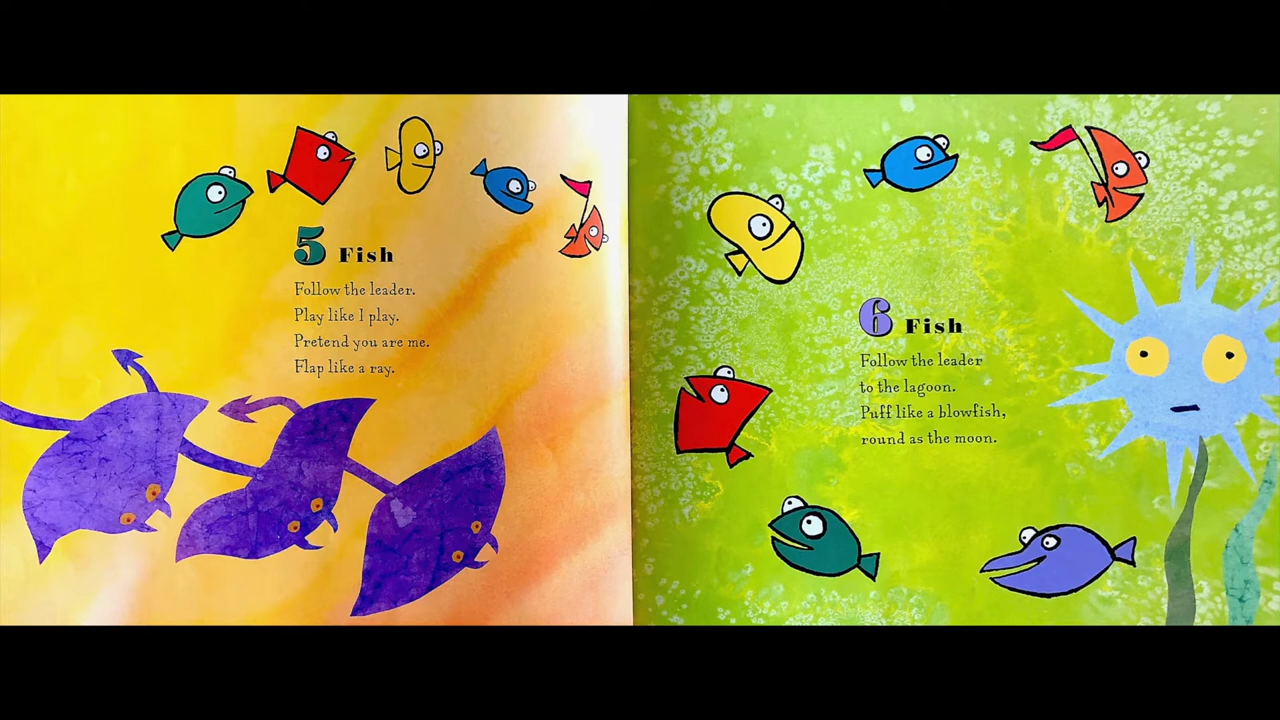 5 Fish
Follow the leader.
Play like I play.
Pretend you are me.
Flap like a ray.
6 Fish
Follow the leader
to the lagoon.
Puff like a blowfish,
round as the moon.